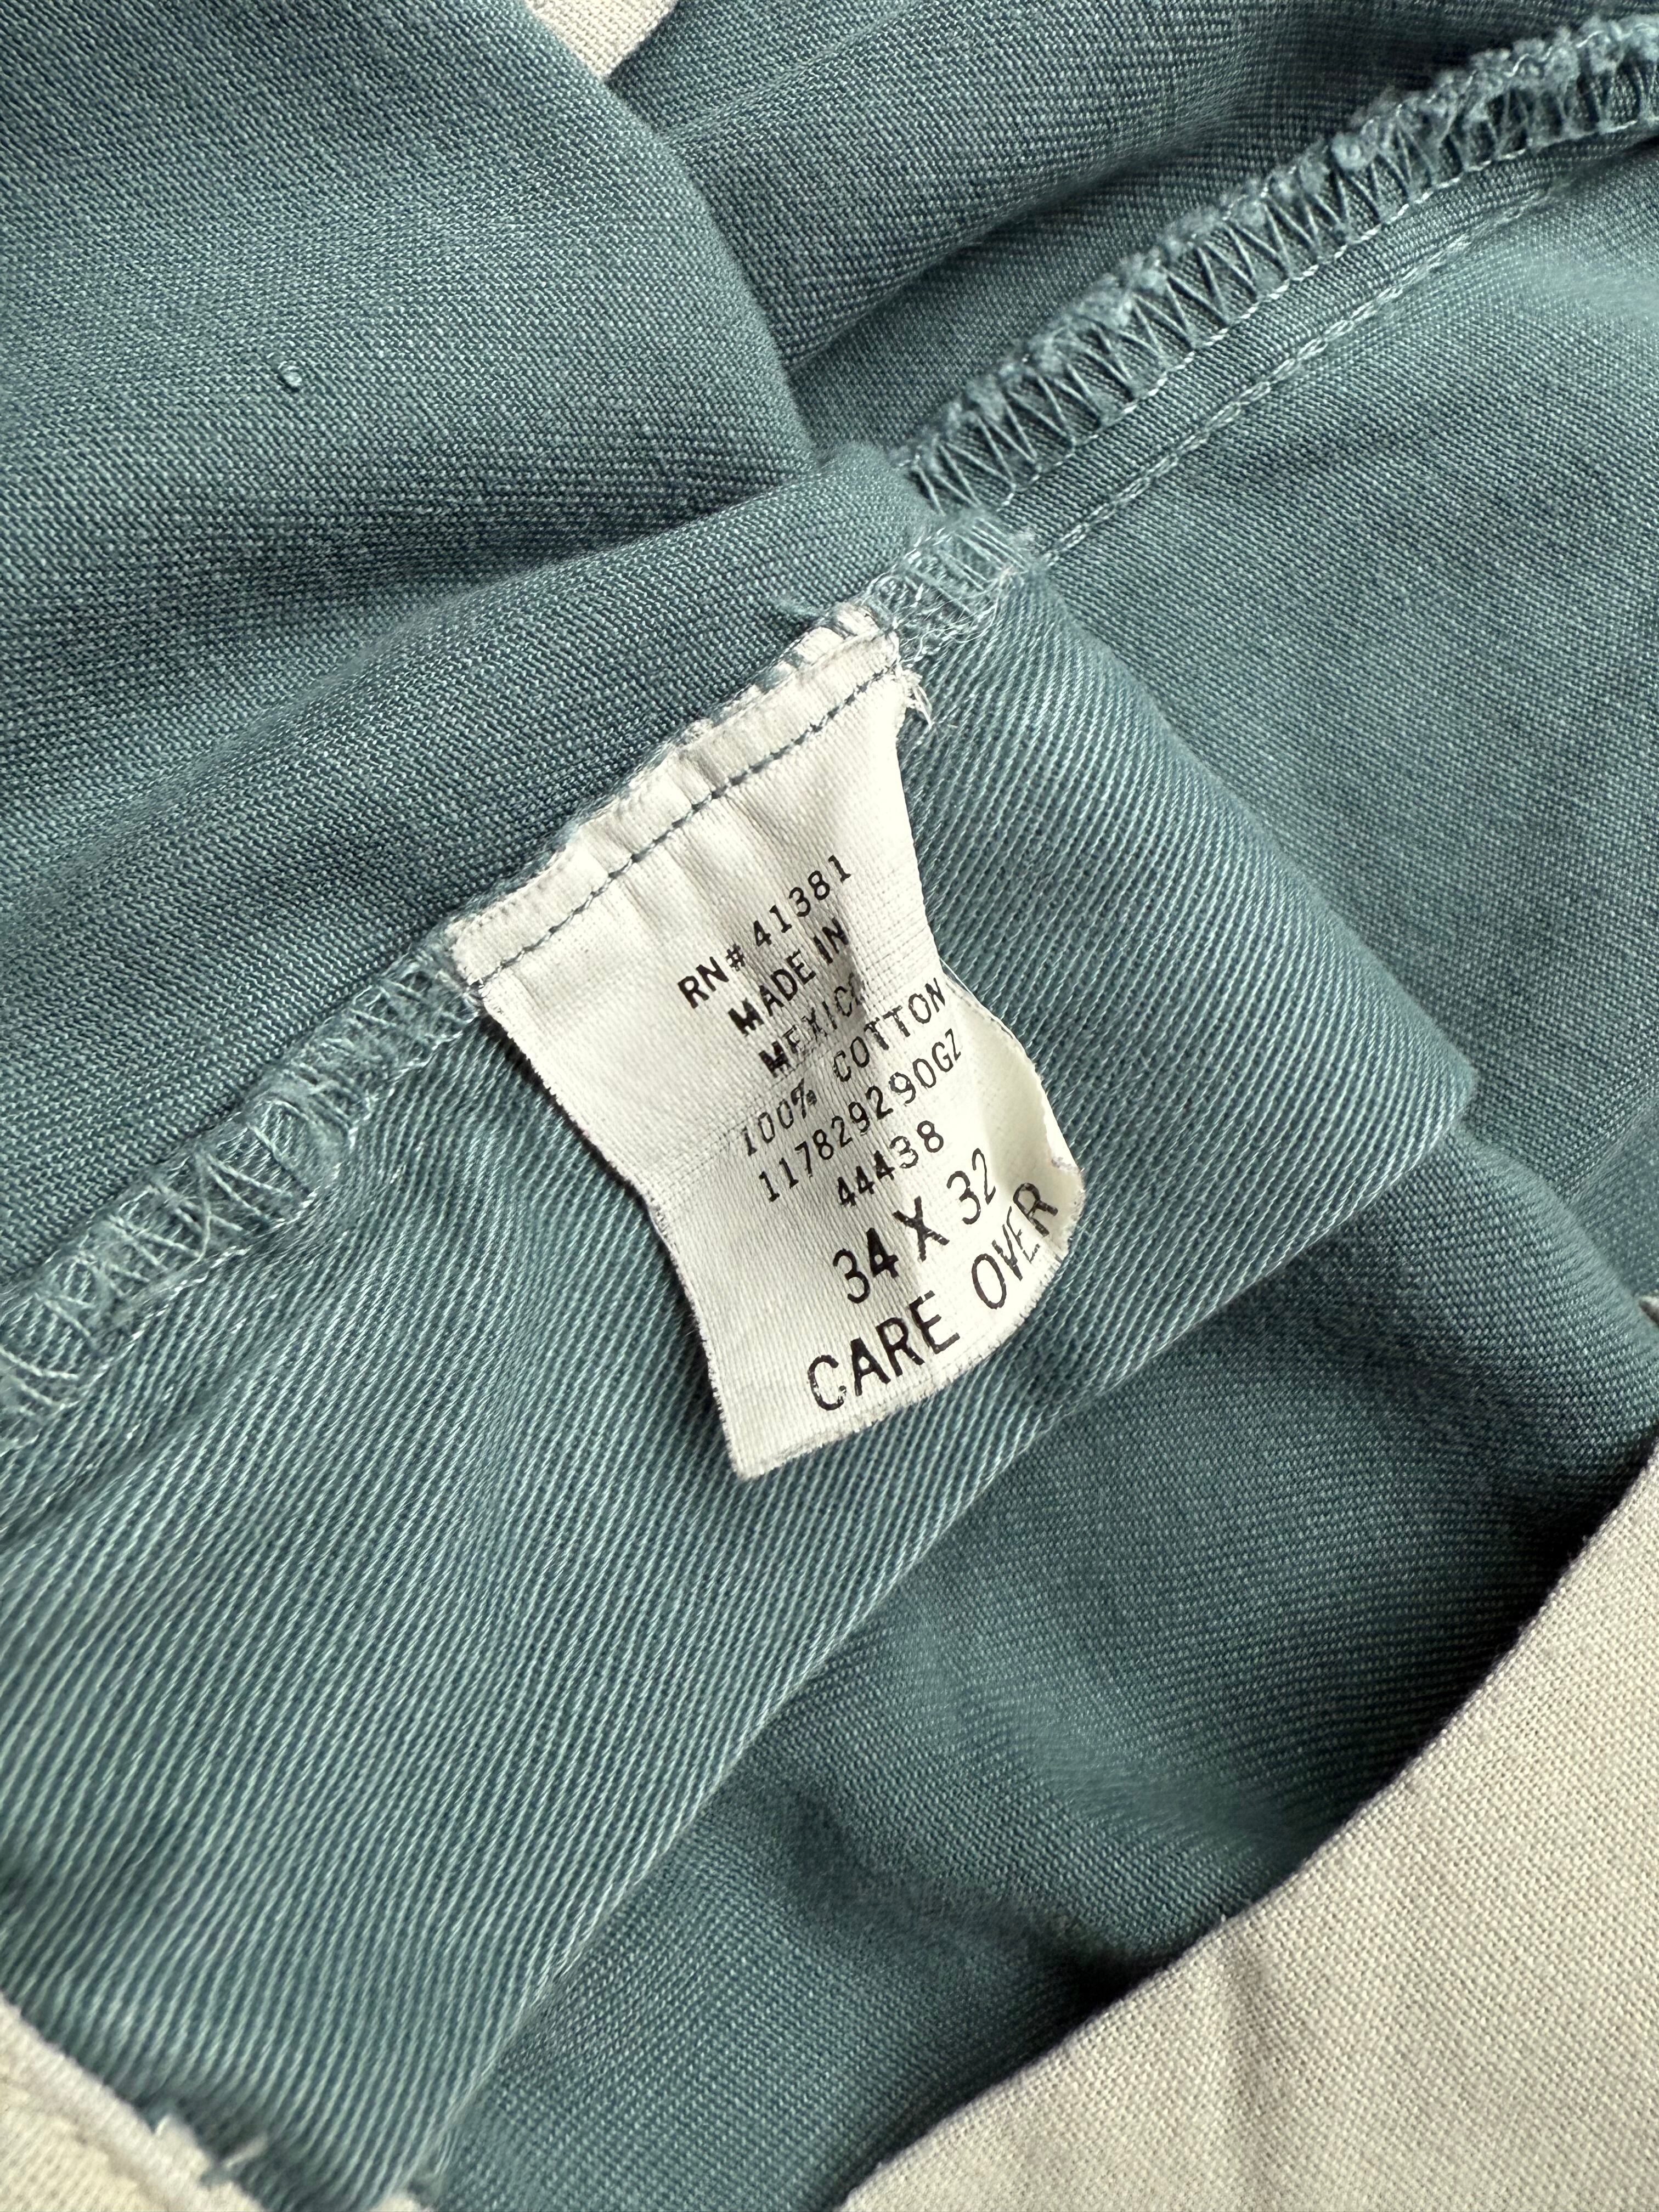 RN# 41381
MADE IN
MEXICO
100% COTTON
117829290GZ
44438
34 X 32
CARE OVER